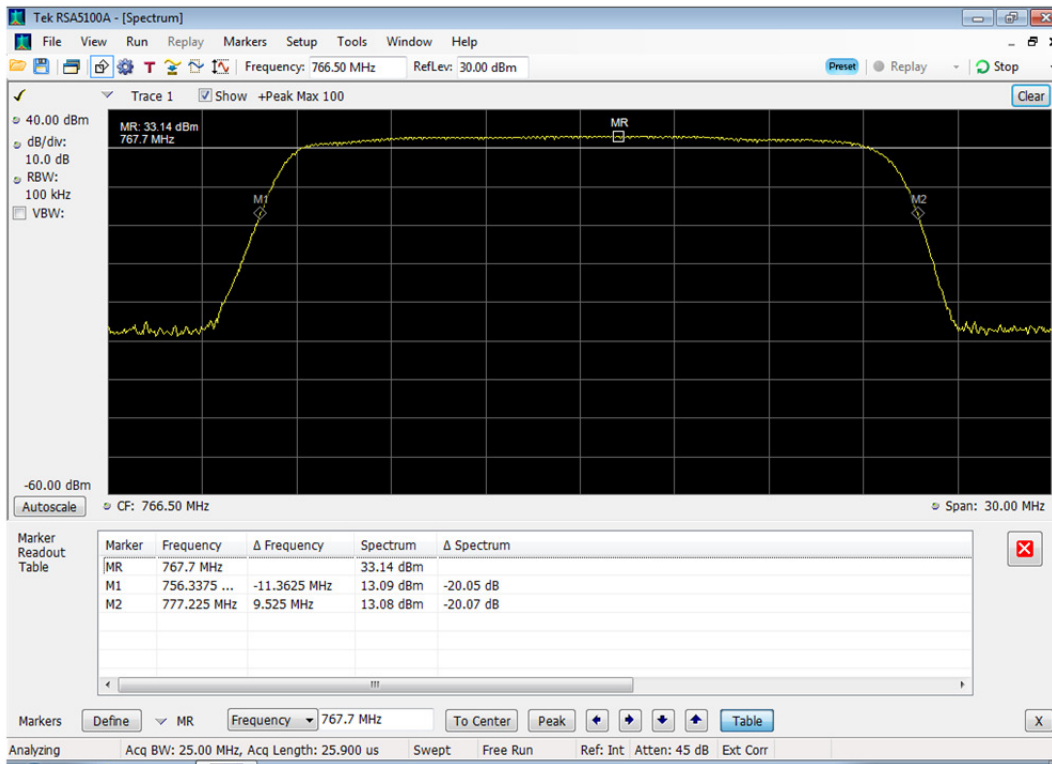 Tek RSA5100A - [Spectrum]
File View Run Replay Markers Setup Tools Window Help
T Frequency: 766.50 MHz RefLev: 30.00 dBm Preset Replay Stop
Trace 1 Show +Peak Max 100 Clear
40.00 dBm
dB/div:
10.0 dB
RBW:
100 kHz
VBW:
MR: 33.14 dBm
767.7 MHz
MR
M1
M2
-60.00 dBm
Autoscale CF: 766.50 MHz Span: 30.00 MHz
Marker
Readout
Table
Marker Frequency Δ Frequency Spectrum Δ Spectrum
MR 767.7 MHz 33.14 dBm
M1 756.3375 ... -11.3625 MHz 13.09 dBm -20.05 dB
M2 777.225 MHz 9.525 MHz 13.08 dBm -20.07 dB
Markers Define MR Frequency 767.7 MHz To Center Peak Table X
Analyzing Acq BW: 25.00 MHz, Acq Length: 25.900 us Swept Free Run Ref: Int Atten: 45 dB Ext Corr